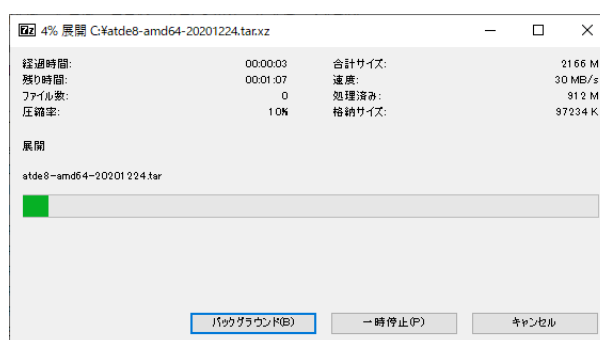 7z 4% 展開 C:¥atde8-amd64-20201224.tar.xz
経過時間: 00:00:03 合計サイズ: 2166 M
残り時間: 00:01:07 速度: 30 MB/s
ファイル数: 0 処理済み: 912 M
圧縮率: 10% 格納サイズ: 97234 K
展開
atde8-amd64-20201224.tar
バックグラウンド(B) 一時停止(P) キャンセル